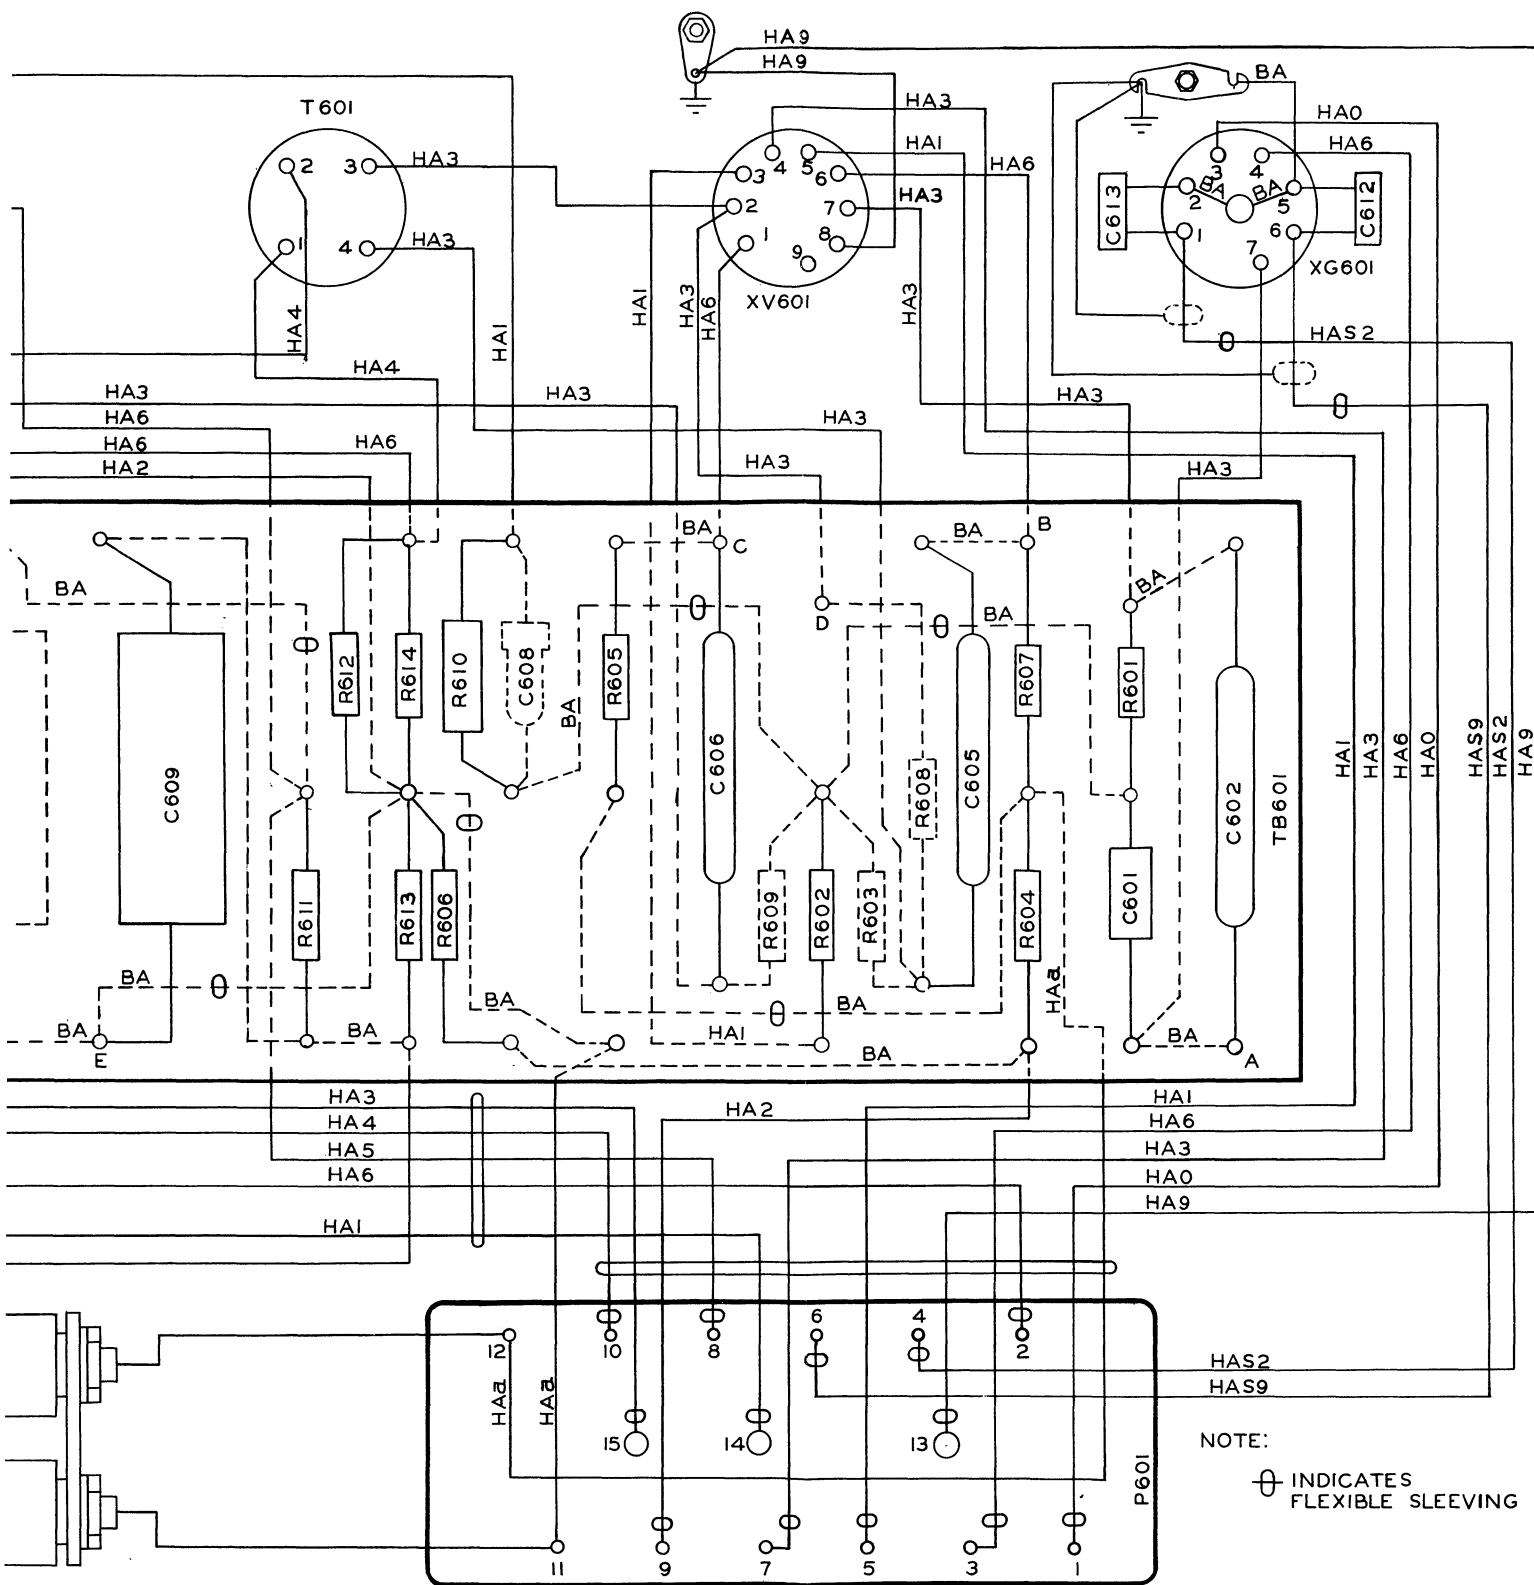 HA9
HA9
BA
T601
HA3
HA1
HA0
HA6
HA6
2
3
HA3
1
4
HA3
HA4
HA4
HA1
4
5
3
6
2
7
HA3
1
8
9
XV601
HA1
HA3
HA6
HA3
C613
3
4
2
BA
BA
5
1
6
7
C612
XG601
HAS2
HA3
HA3
HA3
HA3
HA6
HA6
HA6
HA2
HA3
HA3
BA
C
BA
B
BA
BA
D
BA
R612
R614
R610
C608
BA
R605
C606
R608
C605
R607
R601
C602
TB601
C609
R611
R613
R606
R609
R602
R603
R604
C601
HA1
HA3
HA6
HA0
HAS9
HAS2
HA9
BA
BA
BA
HAa
BA
E
BA
HA1
BA
BA
A
HA3
HA2
HA1
HA4
HA6
HA5
HA3
HA6
HA0
HA9
HA1
12
10
8
6
4
2
HAS2
HAS9
HAa
HAa
15
14
13
P601
NOTE:
INDICATES
FLEXIBLE SLEEVING
11
9
7
5
3
1